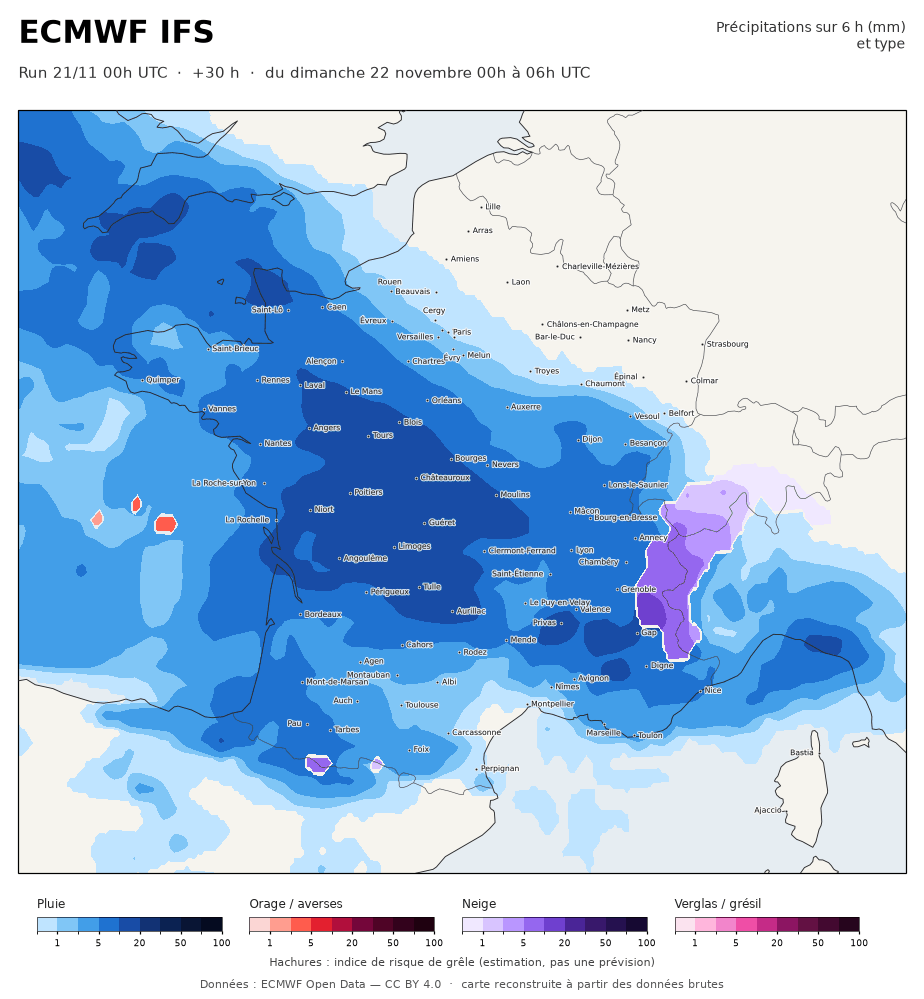 ECMWF IFS
Précipitations sur 6 h (mm)
et type
Run 21/11 00h UTC · +30 h · du dimanche 22 novembre 00h à 06h UTC
Lille
Arras
Amiens
Charleville-Mézières
Rouen
Laon
Beauvais
Saint-Lô
Caen
Cergy
Metz
Évreux
Châlons-en-Champagne
Paris
Versailles
Bar-le-Duc
Nancy
Strasbourg
Saint-Brieuc
Évry
Melun
Alençon
Chartres
Troyes
Épinal
Quimper
Rennes
Laval
Chaumont
Colmar
Le Mans
Orléans
Vannes
Auxerre
Belfort
Vesoul
Blois
Angers
Tours
Dijon
Nantes
Besançon
Bourges
Nevers
Châteauroux
La Roche-sur-Yon
Lons-le-Saunier
Poitiers
Moulins
Niort
Mâcon
La Rochelle
Guéret
Bourg-en-Bresse
Annecy
Limoges
Clermont-Ferrand
Lyon
Angoulême
Chambéry
Saint-Étienne
Tulle
Grenoble
Périgueux
Le Puy-en-Velay
Valence
Bordeaux
Aurillac
Privas
Gap
Mende
Cahors
Rodez
Agen
Digne
Montauban
Mont-de-Marsan
Albi
Avignon
Nîmes
Nice
Auch
Toulouse
Montpellier
Pau
Tarbes
Carcassonne
Marseille
Toulon
Foix
Bastia
Perpignan
Ajaccio
Pluie
Orage / averses
Neige
Verglas / grésil
1 5 20 50 100
1 5 20 50 100
1 5 20 50 100
1 5 20 50 100
Hachures : indice de risque de grêle (estimation, pas une prévision)
Données : ECMWF Open Data — CC BY 4.0 · carte reconstruite à partir des données brutes